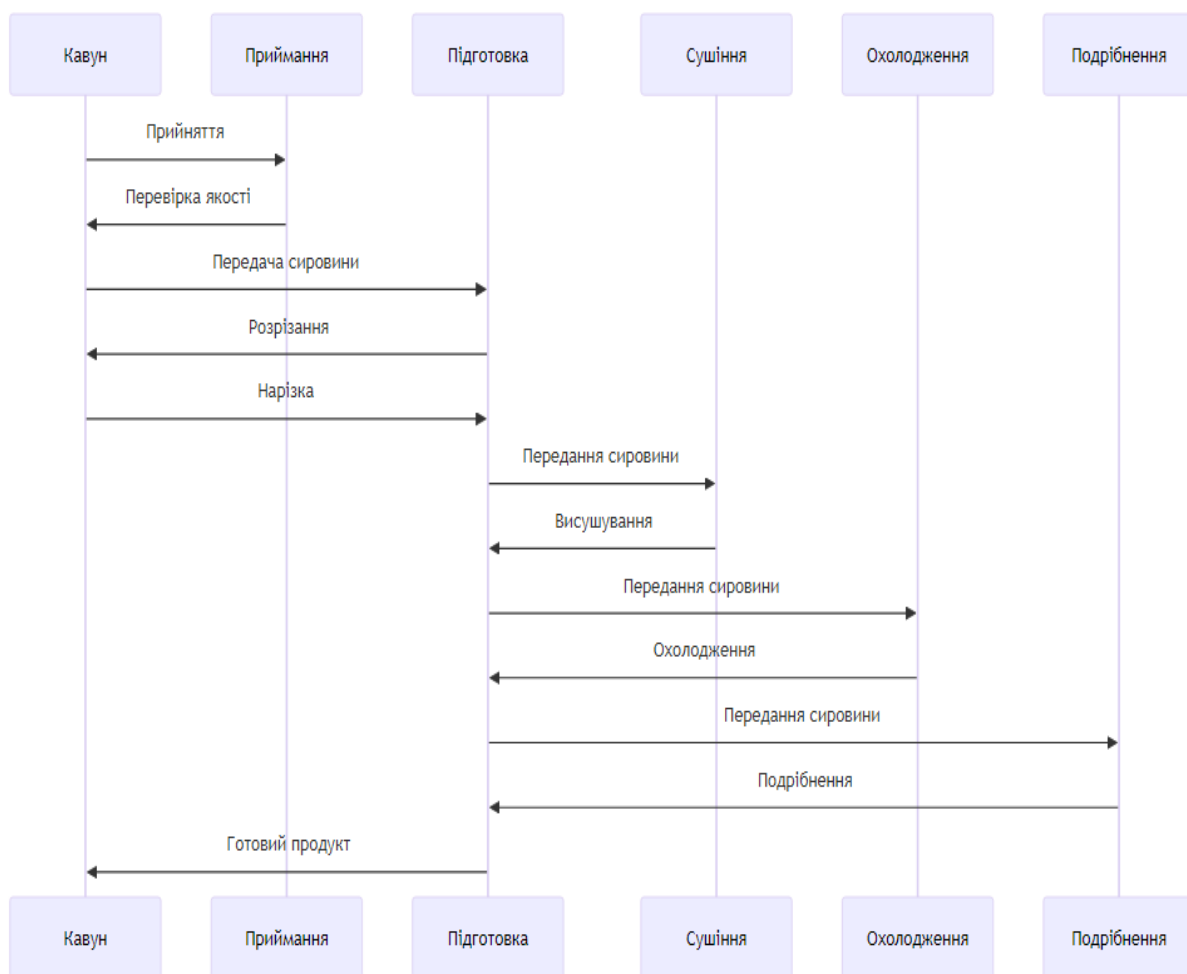 Кавун
Приймання
Підготовка
Сушіння
Охолодження
Подрібнення
Прийняття
Перевірка якості
Передача сировини
Розрізання
Нарізка
Передання сировини
Висушування
Передання сировини
Охолодження
Передання сировини
Подрібнення
Готовий продукт
Кавун
Приймання
Підготовка
Сушіння
Охолодження
Подрібнення